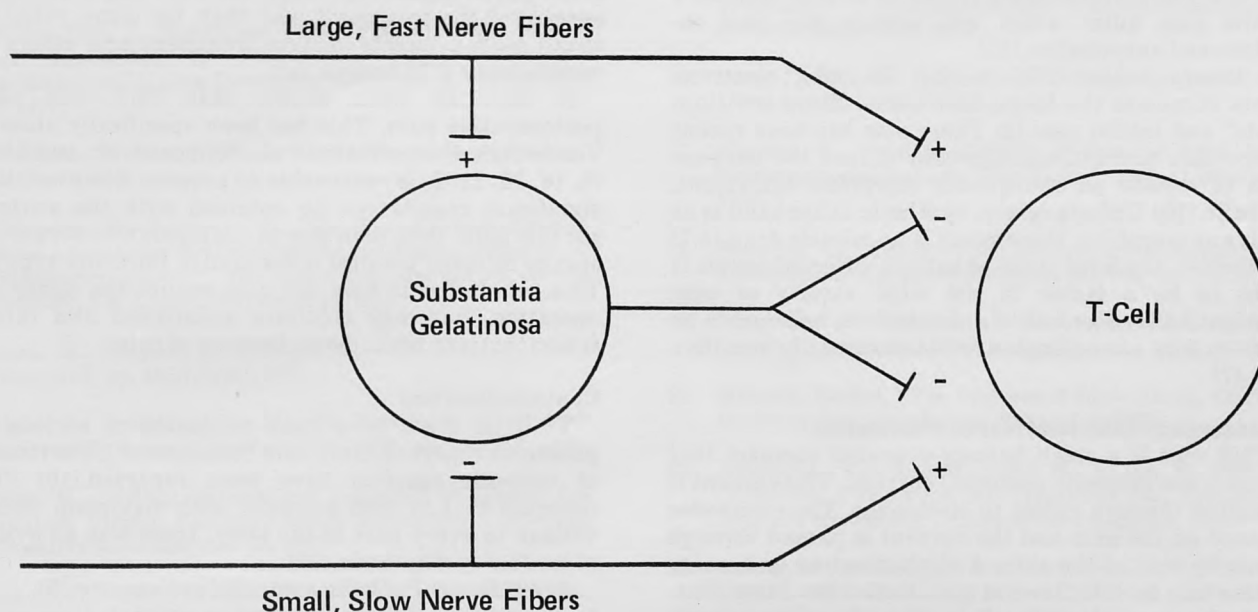 Large, Fast Nerve Fibers
+
+
-
Substantia
Gelatinosa
T-Cell
-
-
+
Small, Slow Nerve Fibers